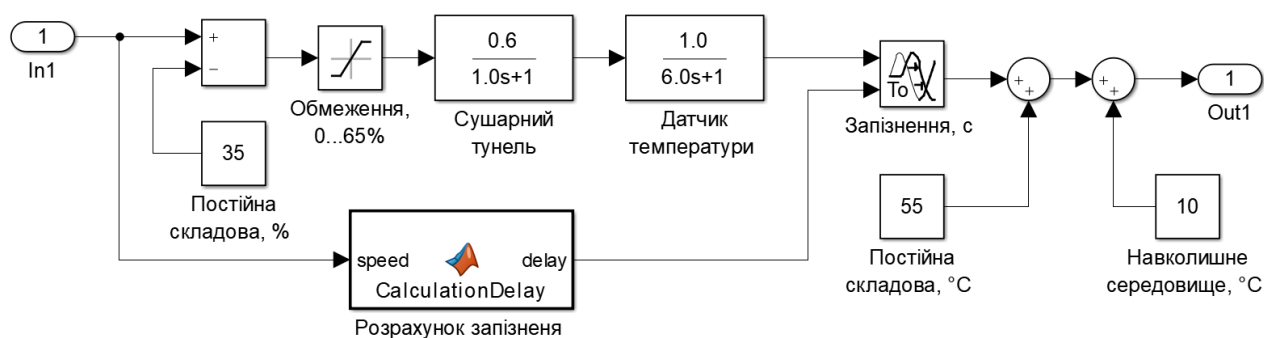 1
In1
+
−
Обмеження,
0...65%
35
Постійна
складова, %
0.6
1.0s+1
Сушарний
тунель
1.0
6.0s+1
Датчик
температури
To
Запізнення, с
+
+
+
+
1
Out1
55
Постійна
складова, °C
10
Навколишне
середовище, °C
speed
delay
CalculationDelay
Розрахунок запізненя